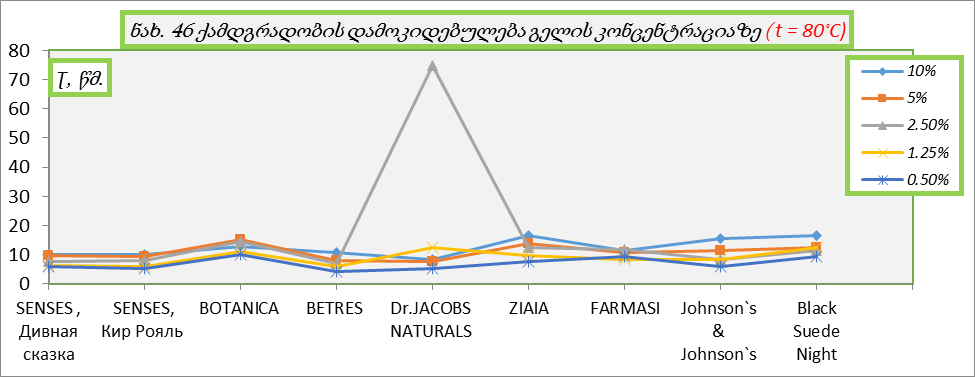 ნახ. 46 ქამდგრადობის დამოკიდებულება გელის კონცენტრაციაზე ( t = 80˚C)
80
70
60
50
40
30
20
10
0
Ʈ, წმ.
10%
5%
2.50%
1.25%
0.50%
SENSES ,
Дивная
сказка
SENSES,
Кир Рояль
BOTANICA
BETRES
Dr.JACOBS
NATURALS
ZIAIA
FARMASI
Johnson`s
&
Johnson`s
Black
Suede
Night